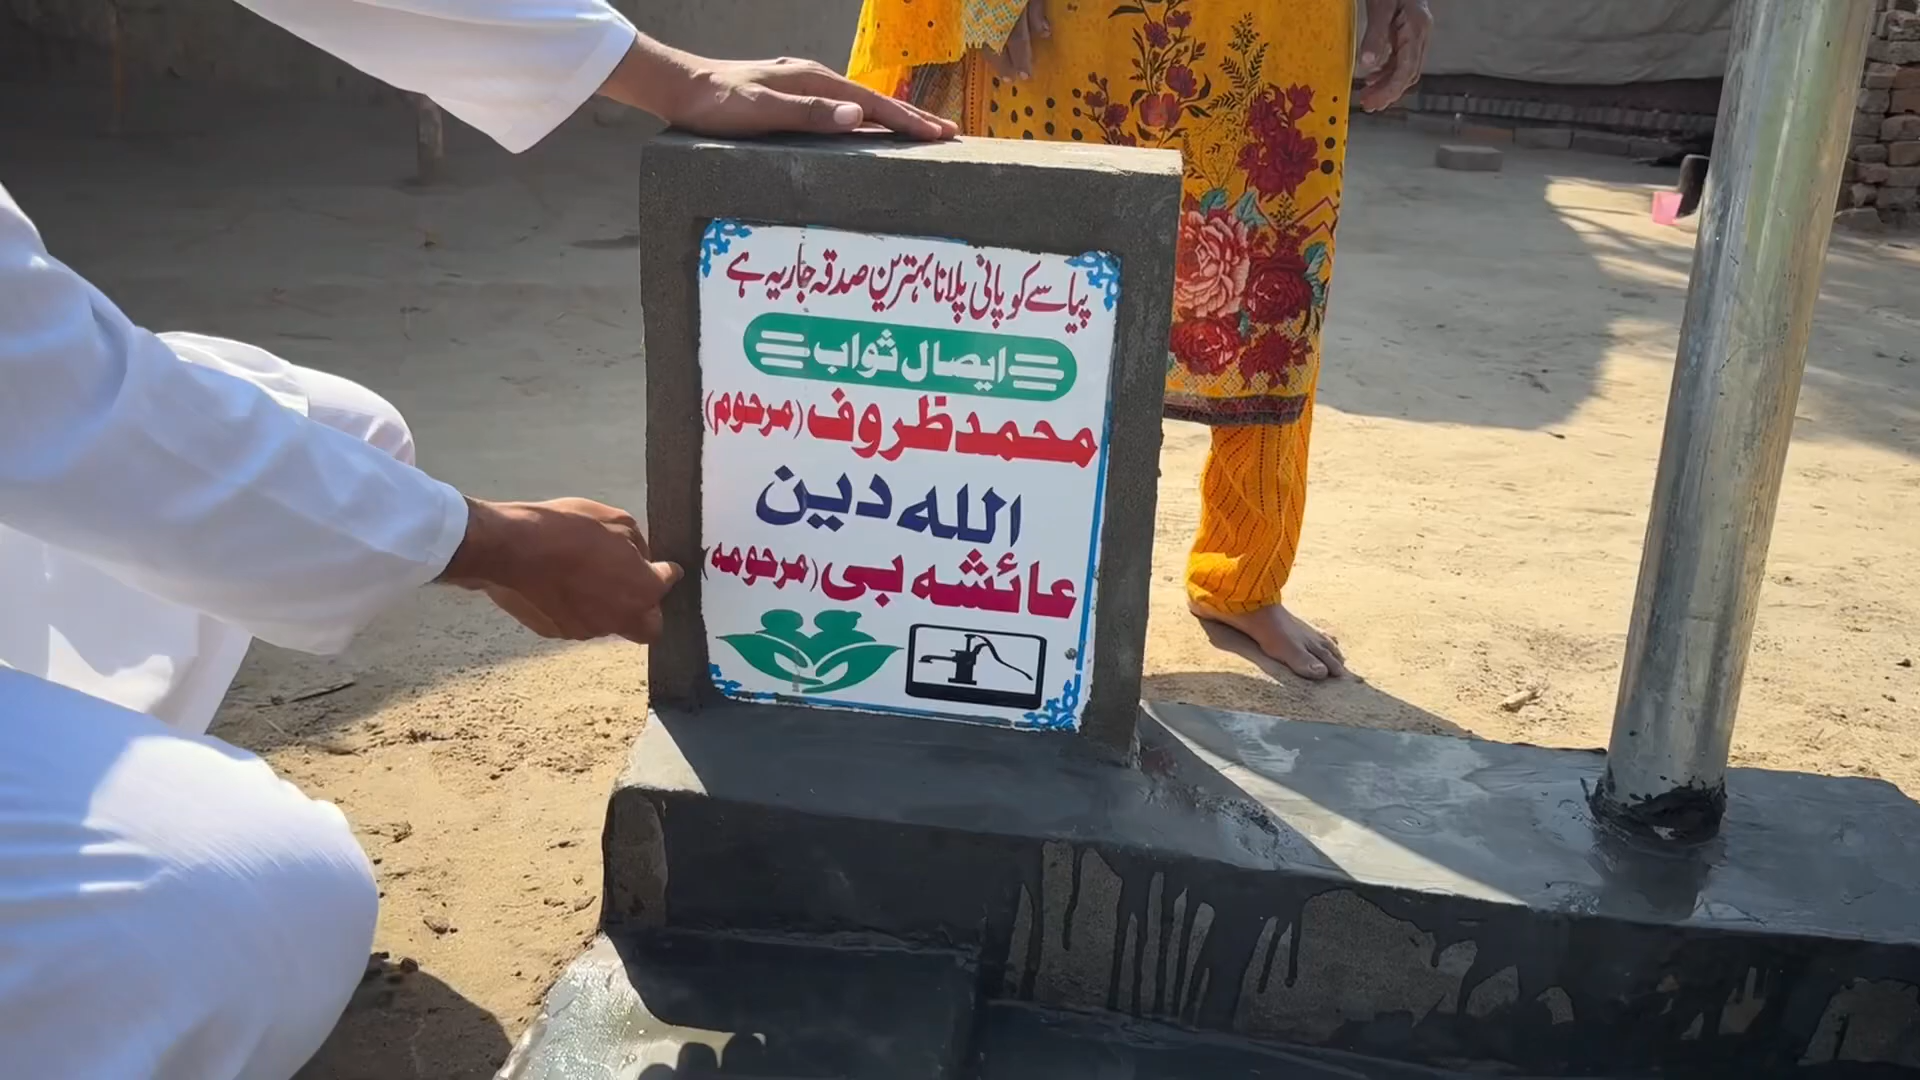 پیاسے کو پانی پلانا بہترین صدقہ جاریہ ہے
ایصال ثواب
محمد ظروف (مرحوم)
اللہ دین
عائشہ بی (مرحومہ)